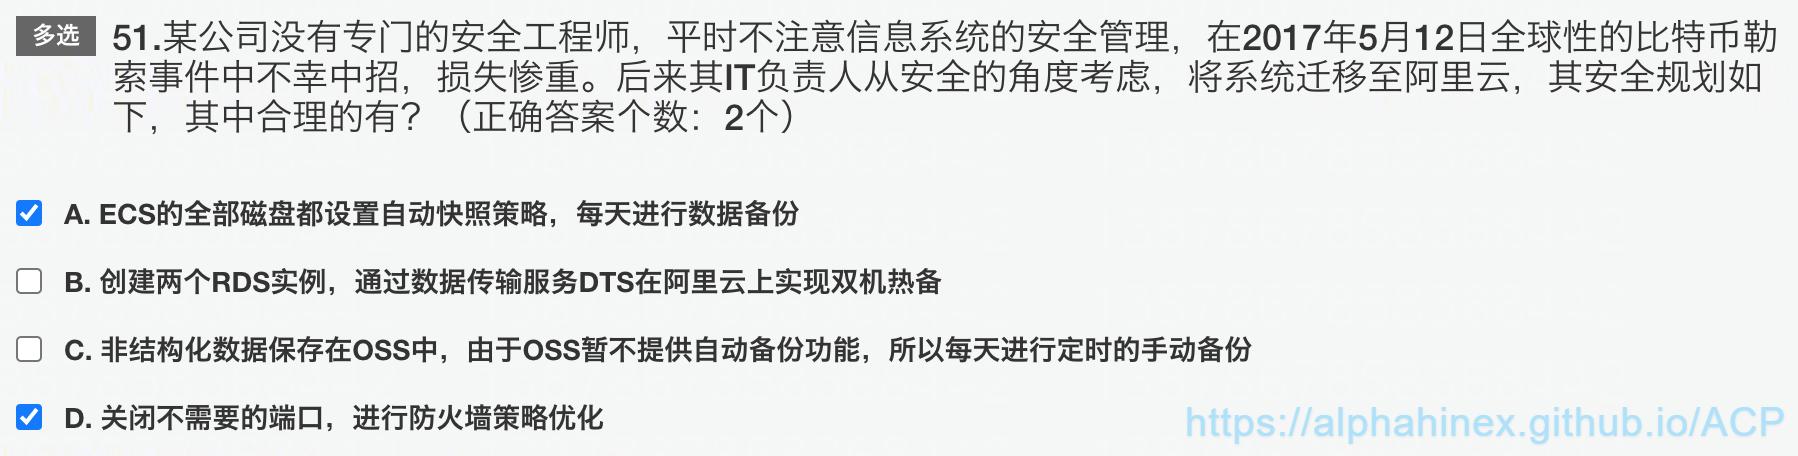 多选 51.某公司没有专门的安全工程师，平时不注意信息系统的安全管理，在2017年5月12日全球性的比特币勒
索事件中不幸中招，损失惨重。后来其IT负责人从安全的角度考虑，将系统迁移至阿里云，其安全规划如
下，其中合理的有？（正确答案个数：2个）
A. ECS的全部磁盘都设置自动快照策略，每天进行数据备份
B. 创建两个RDS实例，通过数据传输服务DTS在阿里云上实现双机热备
C. 非结构化数据保存在OSS中，由于OSS暂不提供自动备份功能，所以每天进行定时的手动备份
D. 关闭不需要的端口，进行防火墙策略优化
https://alphahinex.github.io/ACP